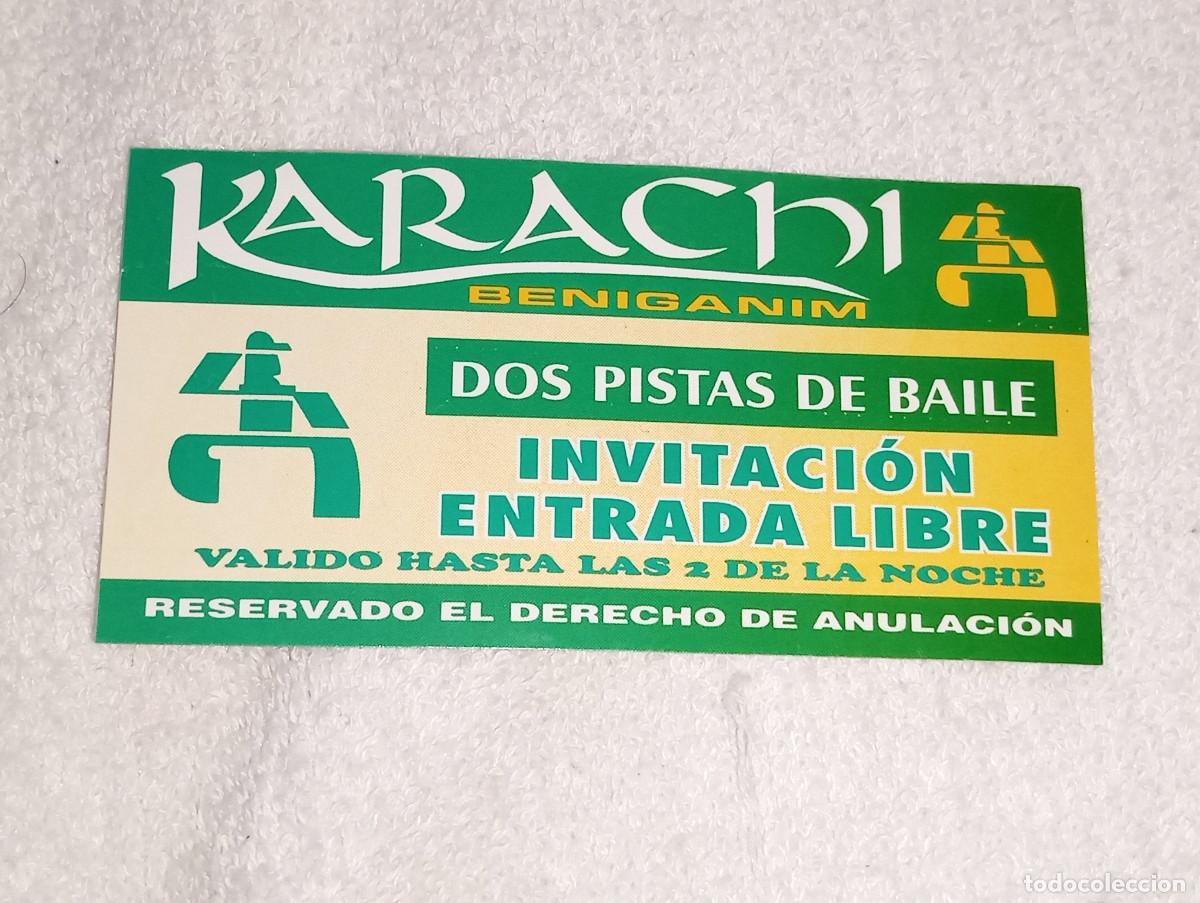 KARACHI
BENIGANIM
DOS PISTAS DE BAILE
INVITACIÓN
ENTRADA LIBRE
VALIDO HASTA LAS 2 DE LA NOCHE
RESERVADO EL DERECHO DE ANULACIÓN
todocoleccion